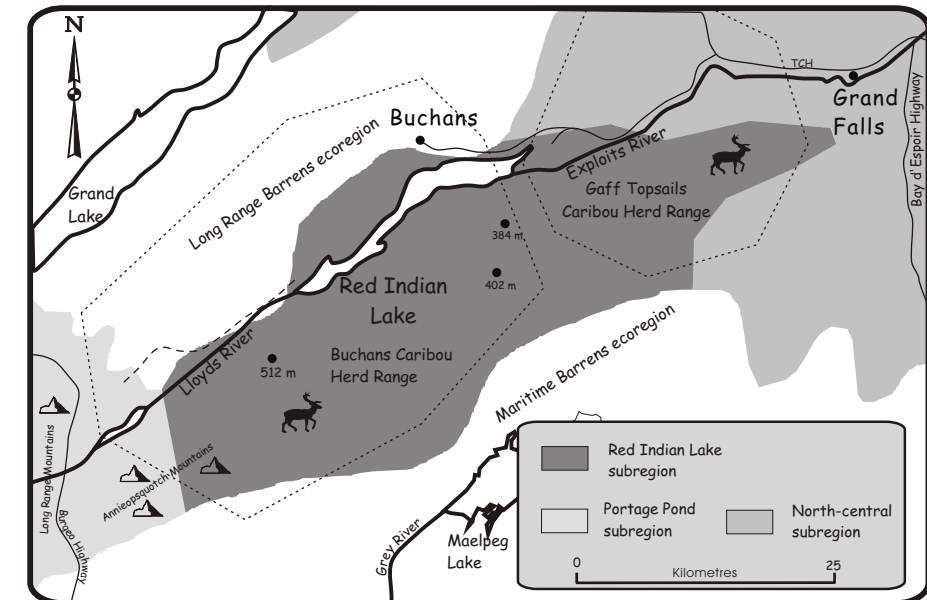 N
TCH
Grand
Falls
Bay d'Espoir Highway
Buchans
Long Range Barrens ecoregion
Exploits River
Grand
Lake
Gaff Topsails
Caribou Herd Range
384 m
402 m
Red Indian
Lake
Lloyds River
512 m
Buchans Caribou
Herd Range
Maritime Barrens ecoregion
Long Range Mountains
Annieopsquotch Mountains
Burgeo Highway
Grey River
Maelpeg
Lake
Red Indian Lake
subregion
Portage Pond
subregion
North-central
subregion
0
25
Kilometres